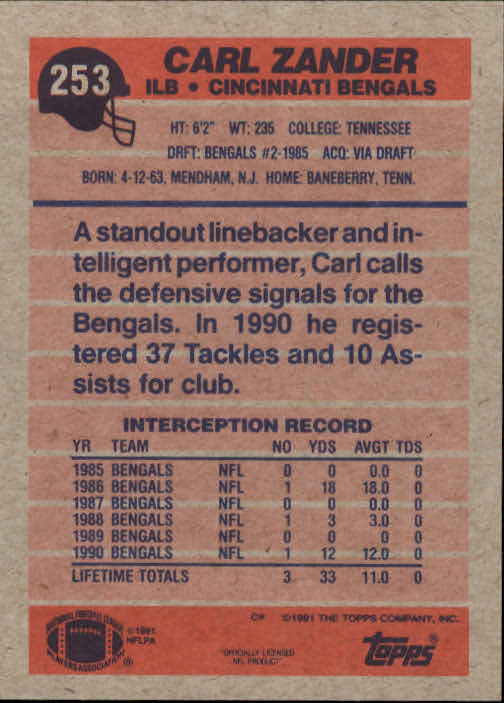 253
CARL ZANDER
ILB • CINCINNATI BENGALS
HT: 6'2" WT: 235 COLLEGE: TENNESSEE
DRFT: BENGALS #2-1985 ACQ: VIA DRAFT
BORN: 4-12-63, MENDHAM, N.J. HOME: BANEBERRY, TENN.
A standout linebacker and in-
telligent performer, Carl calls
the defensive signals for the
Bengals. In 1990 he regis-
tered 37 Tackles and 10 As-
sists for club.
INTERCEPTION RECORD
YR TEAM NO YDS AVGT TDS
1985 BENGALS NFL 0 0 0.0 0
1986 BENGALS NFL 1 18 18.0 0
1987 BENGALS NFL 0 0 0.0 0
1988 BENGALS NFL 1 3 3.0 0
1989 BENGALS NFL 0 0 0.0 0
1990 BENGALS NFL 1 12 12.0 0
LIFETIME TOTALS 3 33 11.0 0
NATIONAL FOOTBALL LEAGUE
PLAYERS ASSOCIATION
©1991
NFLPA
C* ©1991 THE TOPPS COMPANY, INC.
"OFFICIALLY LICENSED
NFL PRODUCT"
topps®